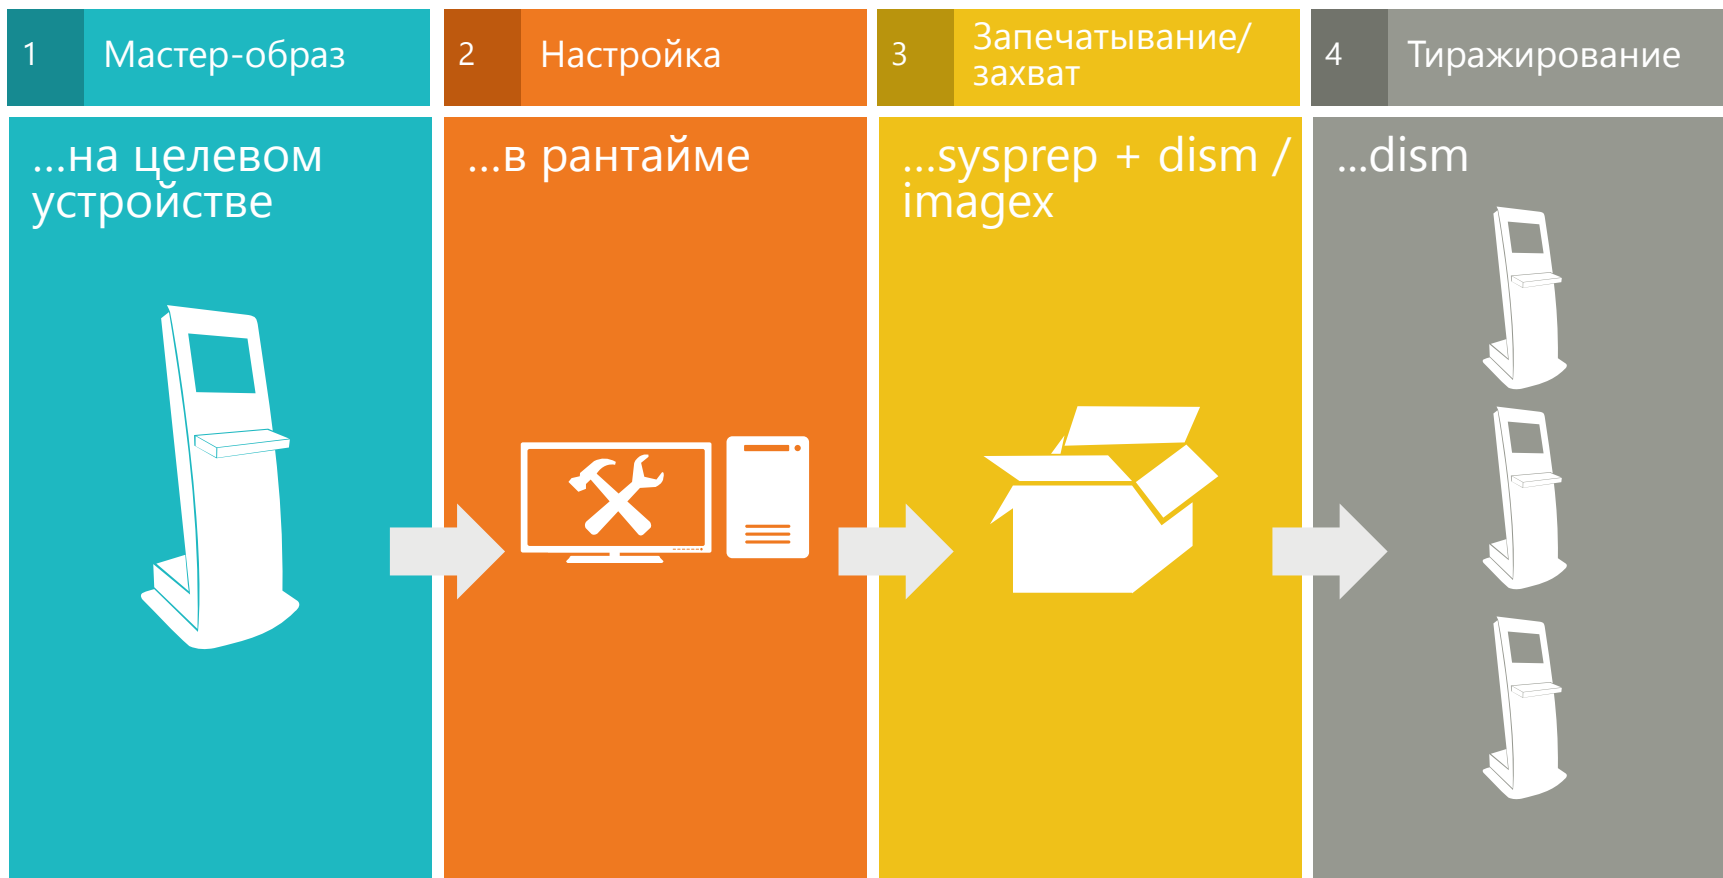 1
Мастер-образ
2
Настройка
3
Запечатывание/
захват
4
Тиражирование
...на целевом
устройстве
...в рантайме
...sysprep + dism /
imagex
...dism